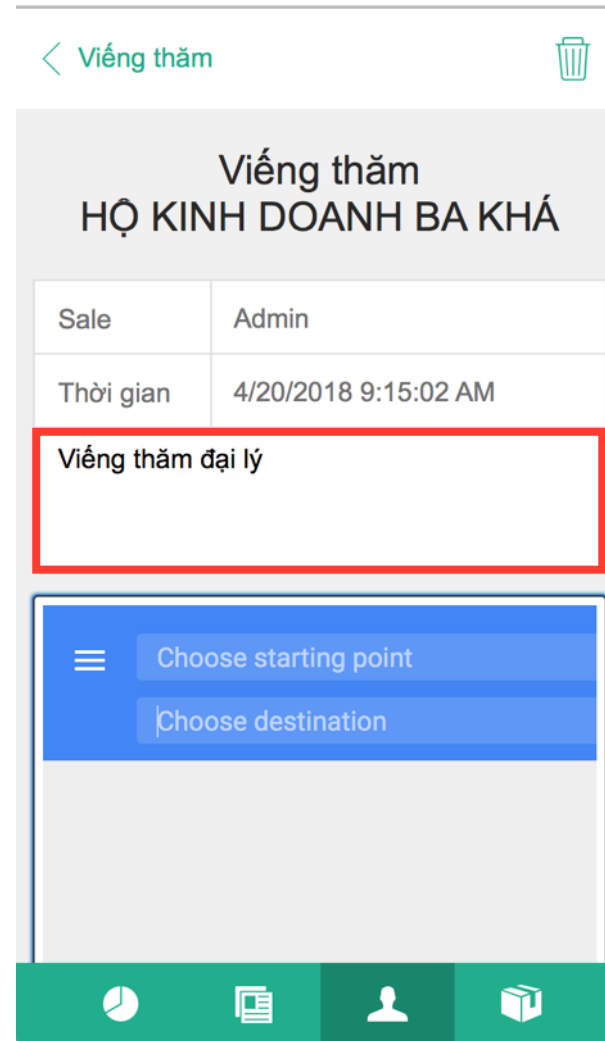 Viếng thăm
Viếng thăm
HỘ KINH DOANH BA KHÁ
Sale Admin
Thời gian 4/20/2018 9:15:02 AM
Viếng thăm đại lý
Choose starting point
Choose destination